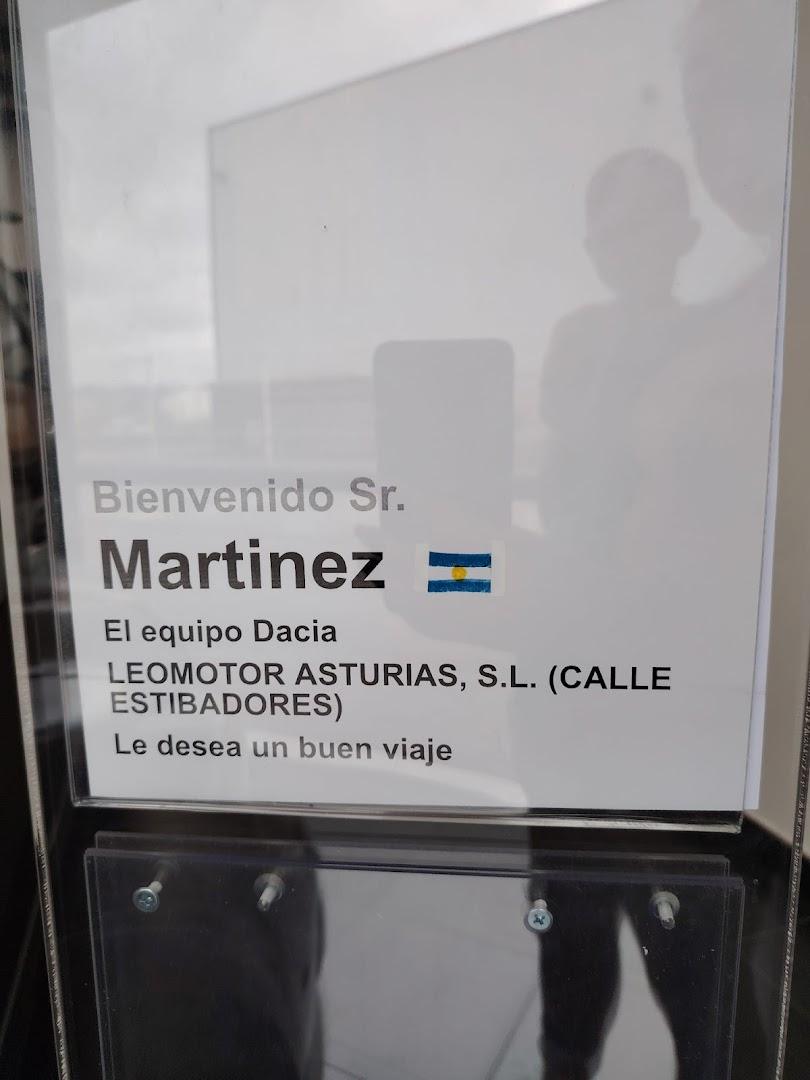 Bienvenido Sr.
Martinez
El equipo Dacia
LEOMOTOR ASTURIAS, S.L. (CALLE
ESTIBADORES)
Le desea un buen viaje